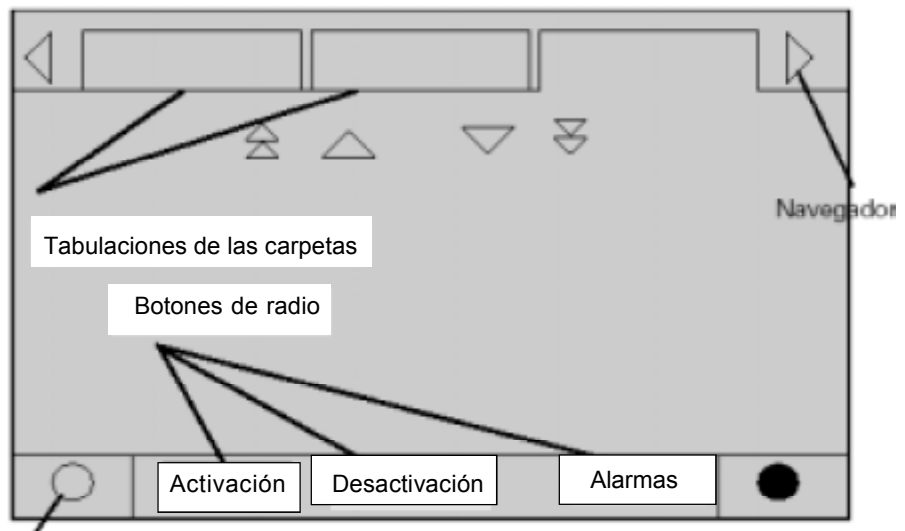 Navegador
Tabulaciones de las carpetas
Botones de radio
Activación
Desactivación
Alarmas